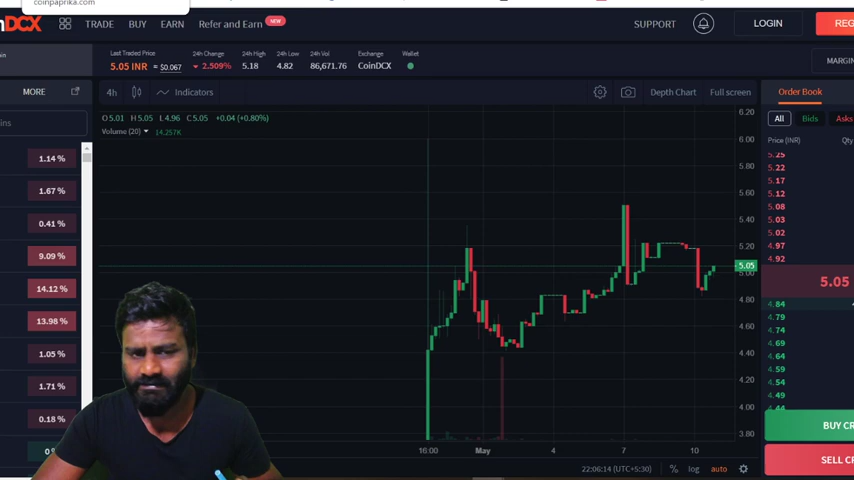 coinpaprika.com
DCX
TRADE
BUY
EARN
Refer and Earn
NEW
SUPPORT
LOGIN
Last Traded Price
5.05 INR = $0.067
24h Change
2.509%
24h High
5.18
24h Low
4.82
24h Vol
86,671.76
Exchange
CoinDCX
Wallet
MORE
4h
Indicators
Depth Chart
Full screen
Order Book
O5.01 H5.05 L4.96 C5.05 +0.04 (+0.80%)
Volume (20) 14.257K
All
Bids
Asks
Price (INR)
Qty
1.14 %
1.67 %
0.41 %
9.09 %
14.12 %
13.98 %
1.05 %
1.71 %
0.18 %
6.20
6.00
5.80
5.60
5.40
5.20
5.05
5.00
4.80
4.60
4.40
4.20
4.00
3.80
5.25
5.22
5.17
5.12
5.08
5.03
5.02
4.97
4.92
5.05
4.84
4.79
4.74
4.69
4.64
4.59
4.54
4.49
4.44
16:00
May
4
7
10
22:06:14 (UTC+5:30)
%
log
auto